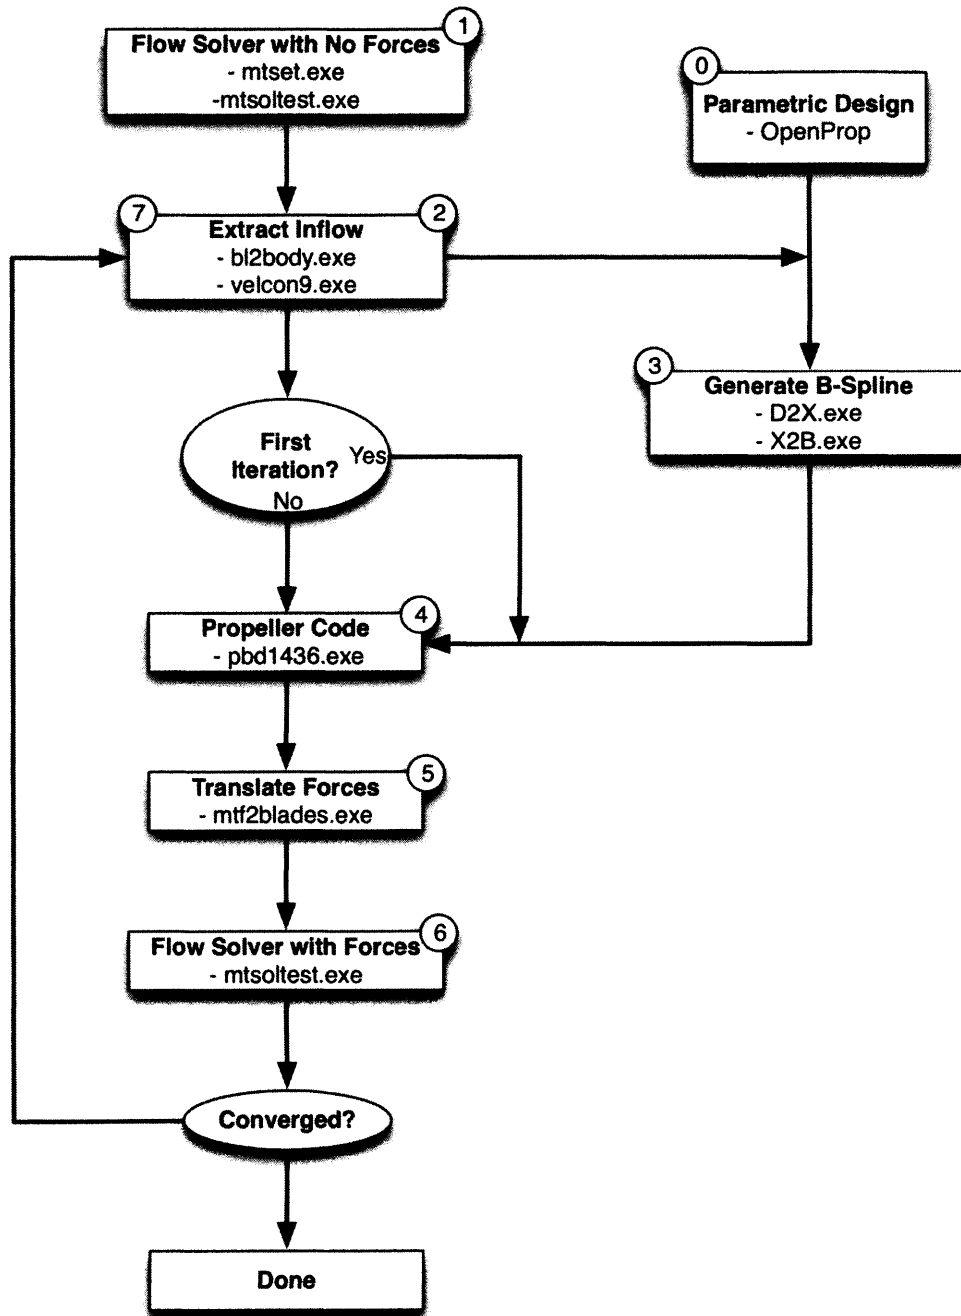 1
Flow Solver with No Forces
- mtset.exe
-mtsoltest.exe
0
Parametric Design
- OpenProp
7
2
Extract Inflow
- bl2body.exe
- velcon9.exe
3
Generate B-Spline
- D2X.exe
- X2B.exe
First
Iteration?
Yes
No
4
Propeller Code
- pbd1436.exe
5
Translate Forces
- mtf2blades.exe
6
Flow Solver with Forces
- mtsoltest.exe
Converged?
Done